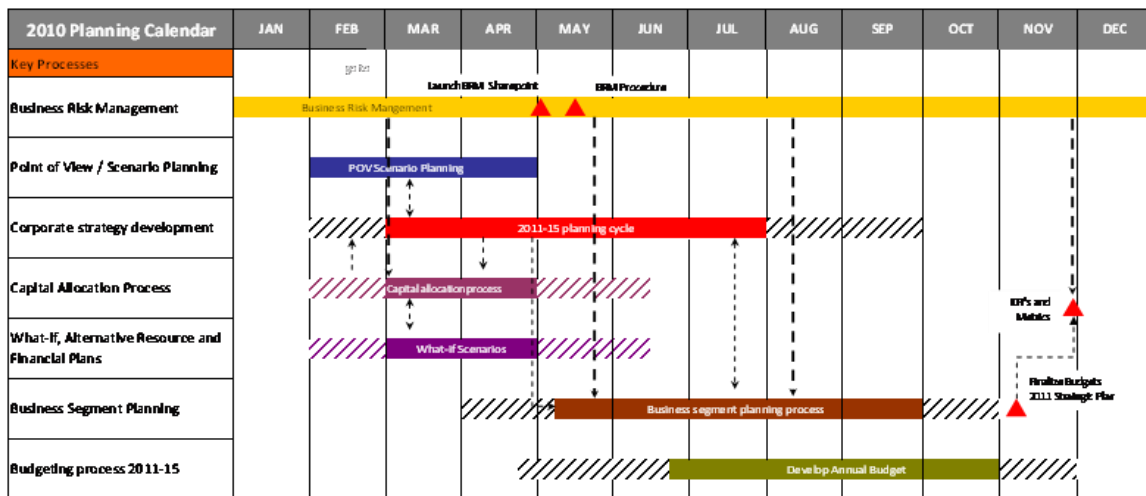 2010 Planning Calendar JAN FEB MAR APR MAY JUN JUL AUG SEP OCT NOV DEC
Key Processes
Launch BRM Sharepoint BRM Procedure
Business Risk Management Business Risk Mangement
Point of View / Scenario Planning POV Scenario Planning
Corporate strategy development 2011-15 planning cycle
Capital Allocation Process Capital allocation process
and
Metrics
What-If, Alternative Resource and
Financial Plans
What-If Scenarios
Finalize Budgets
2011 Strategic Plan
Business Segment Planning Business segment planning process
Budgeting process 2011-15 Develop Annual Budget